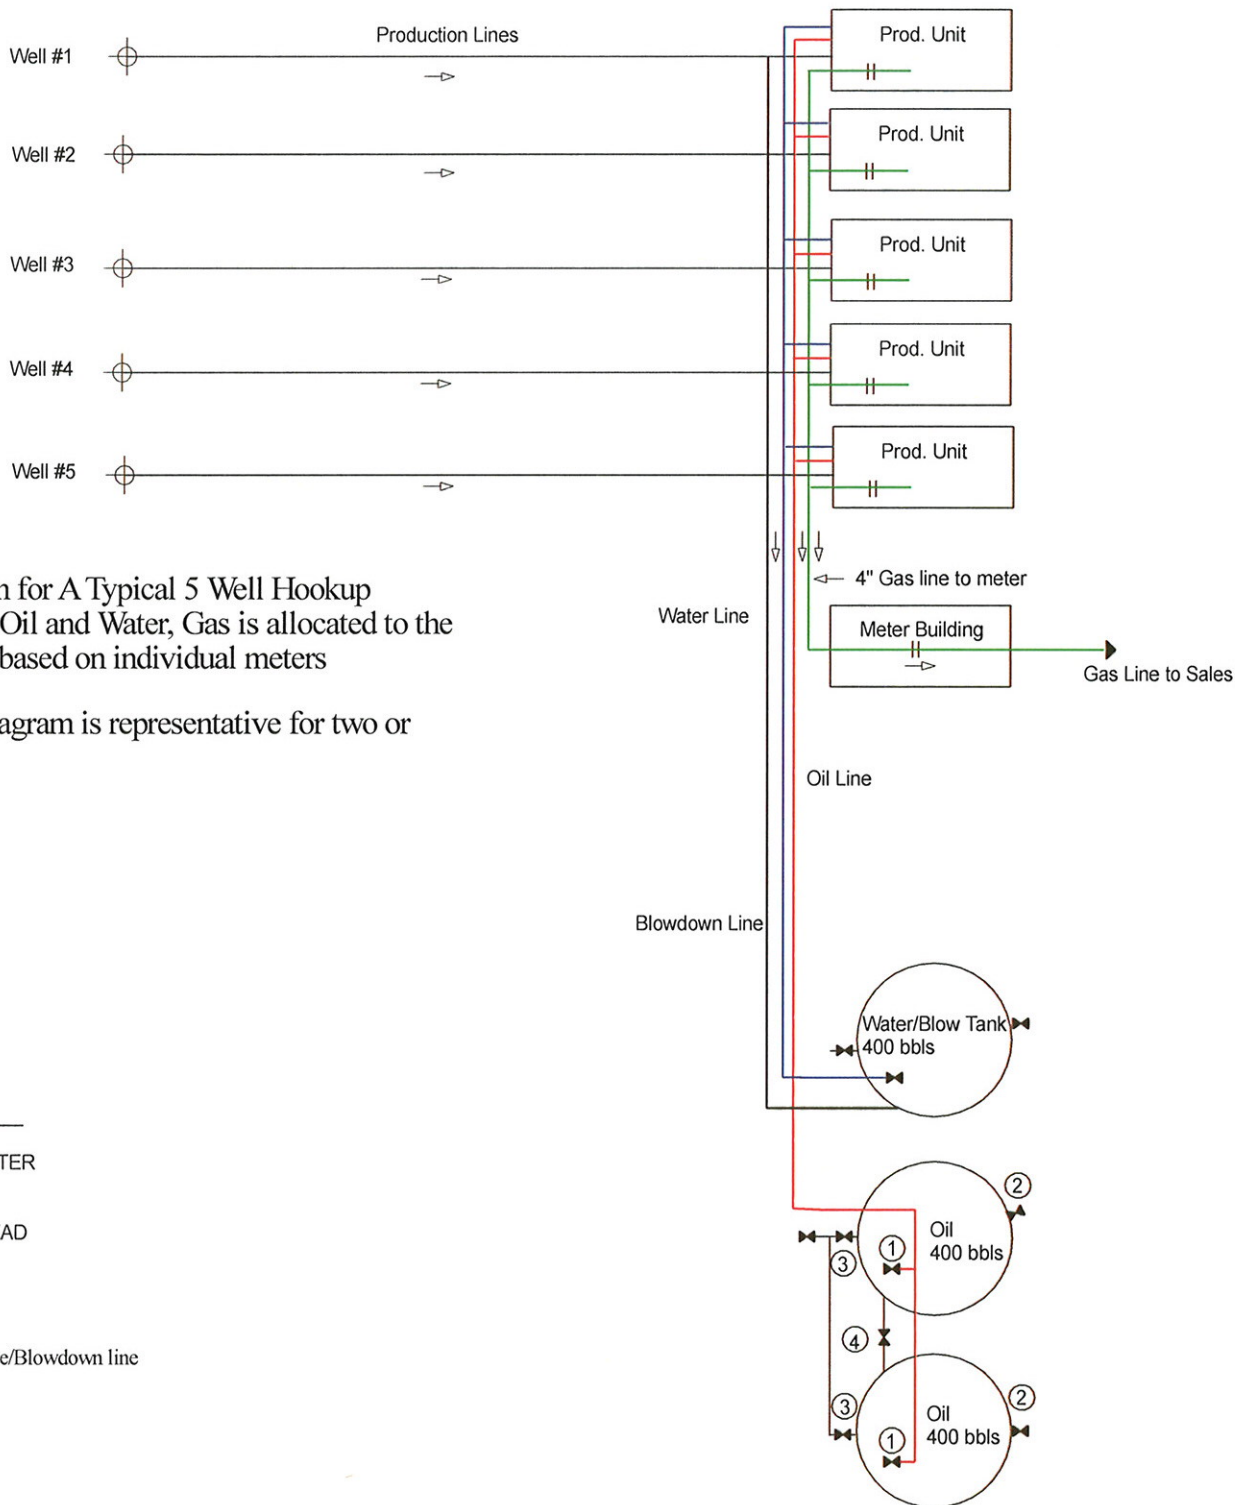 Production Lines
Well #1
Prod. Unit
Well #2
Prod. Unit
Well #3
Prod. Unit
Well #4
Prod. Unit
Well #5
Prod. Unit
for A Typical 5 Well Hookup
Oil and Water, Gas is allocated to the
based on individual meters
agram is representative for two or
4" Gas line to meter
Water Line
Meter Building
Gas Line to Sales
Oil Line
Blowdown Line
Water/Blow Tank
400 bbls
TER
AD
e/Blowdown line
2
Oil
400 bbls
1
3
4
3
2
Oil
400 bbls
1